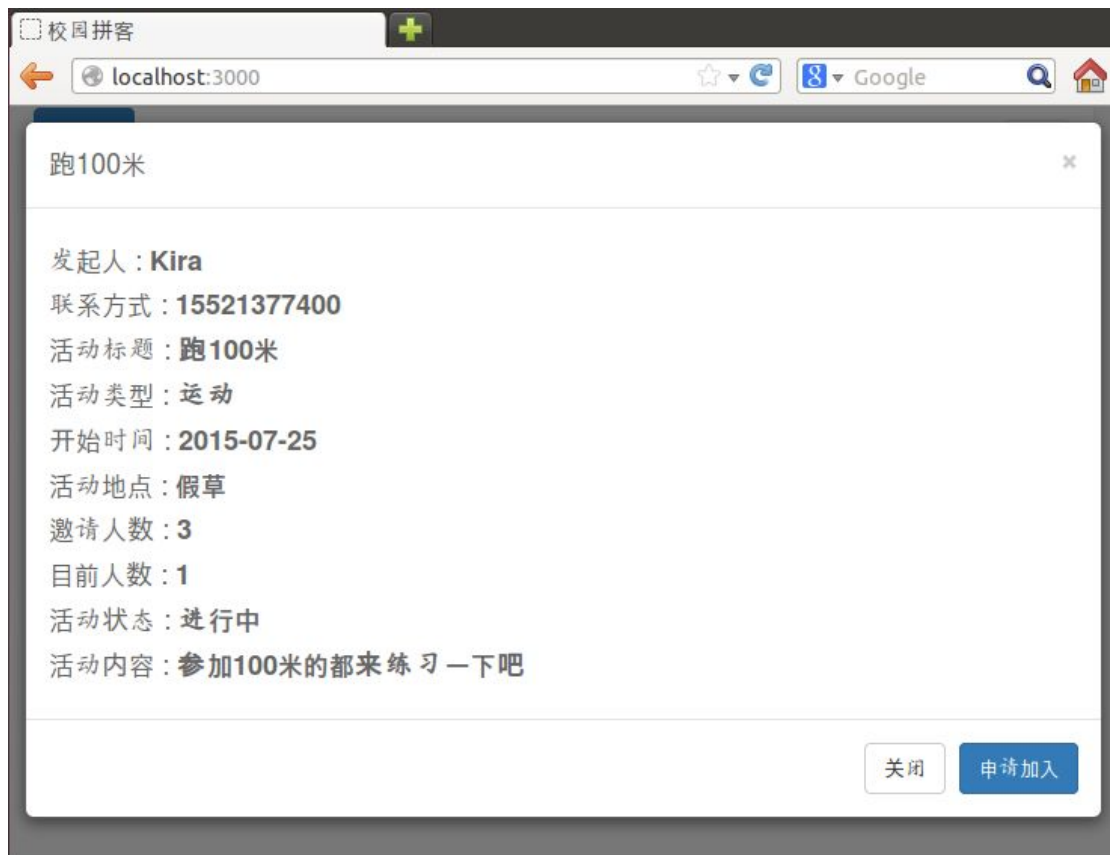 校园拼客
localhost:3000
8 Google
跑100米 ×
发起人 : Kira
联系方式 : 15521377400
活动标题 : 跑100米
活动类型 : 运动
开始时间 : 2015-07-25
活动地点 : 假草
邀请人数 : 3
目前人数 : 1
活动状态 : 进行中
活动内容 : 参加100米的都来练习一下吧
关闭 申请加入